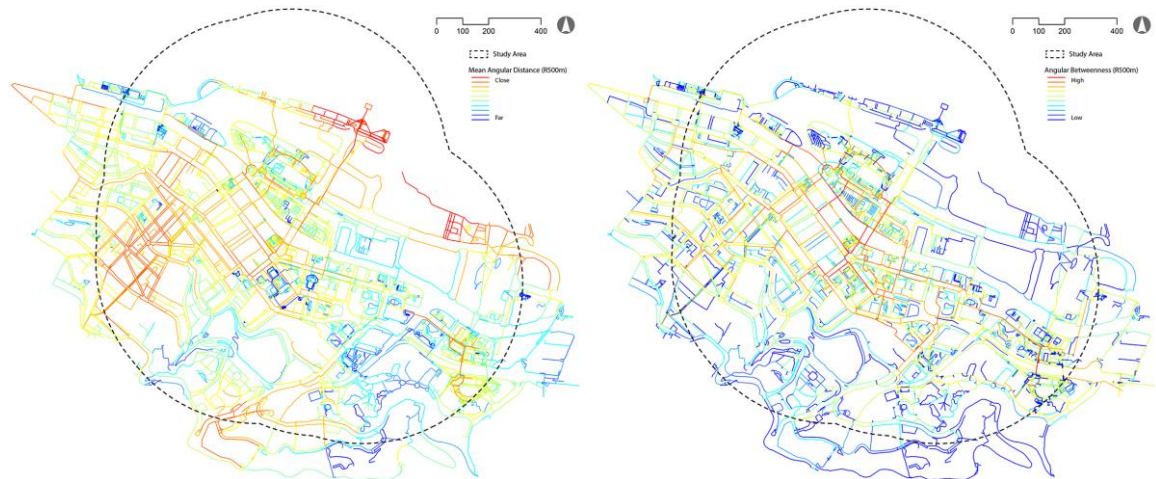 0 100 200 400
Study Area
Mean Angular Distance (R500m)
Close
Far
0 100 200 400
Study Area
Angular Betweenness (R500m)
High
Low